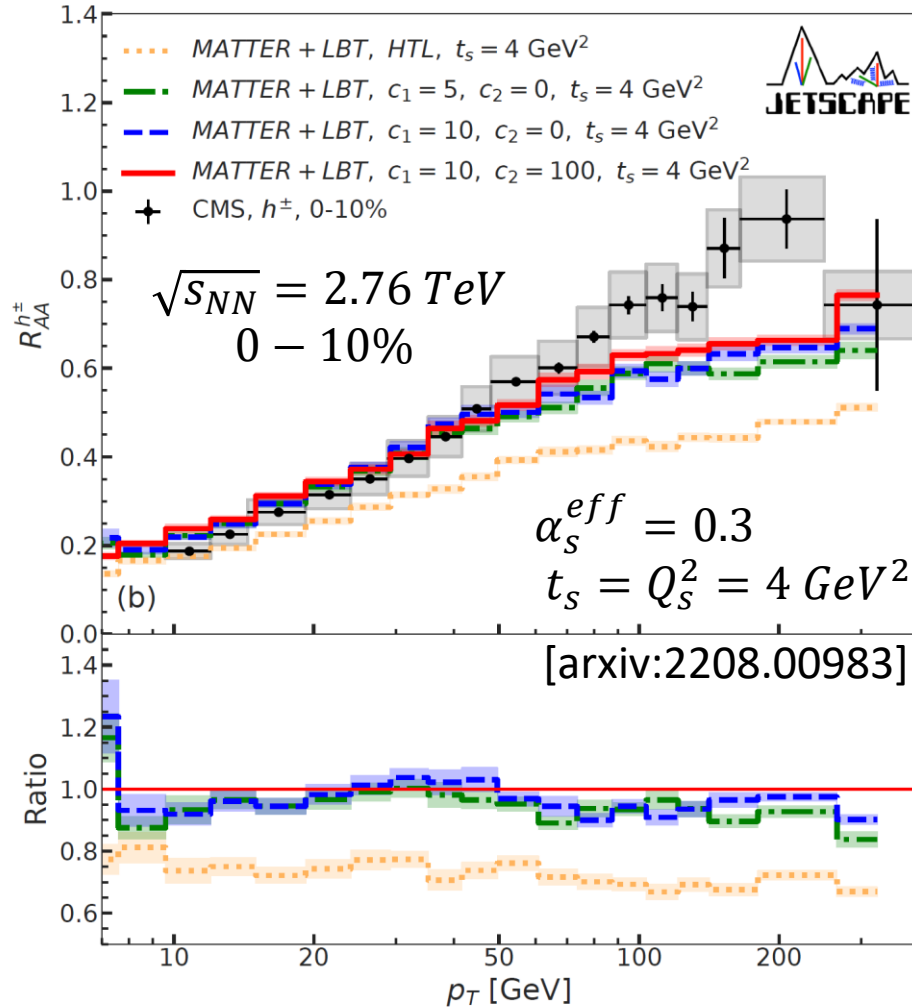 1.4
MATTER + LBT, HTL, t_s = 4 GeV²
1.2
MATTER + LBT, c₁ = 5, c₂ = 0, t_s = 4 GeV²
JETSCAPE
MATTER + LBT, c₁ = 10, c₂ = 0, t_s = 4 GeV²
MATTER + LBT, c₁ = 10, c₂ = 100, t_s = 4 GeV²
1.0
CMS, h^±, 0-10%
0.8
√s_NN = 2.76 TeV
0 − 10%
R_AA^{h^±}
0.6
0.4
α_s^{eff} = 0.3
0.2
t_s = Q_s² = 4 GeV²
(b)
0.0
[arxiv:2208.00983]
1.4
1.2
Ratio
1.0
0.8
0.6
10 20 50 100 200
p_T [GeV]